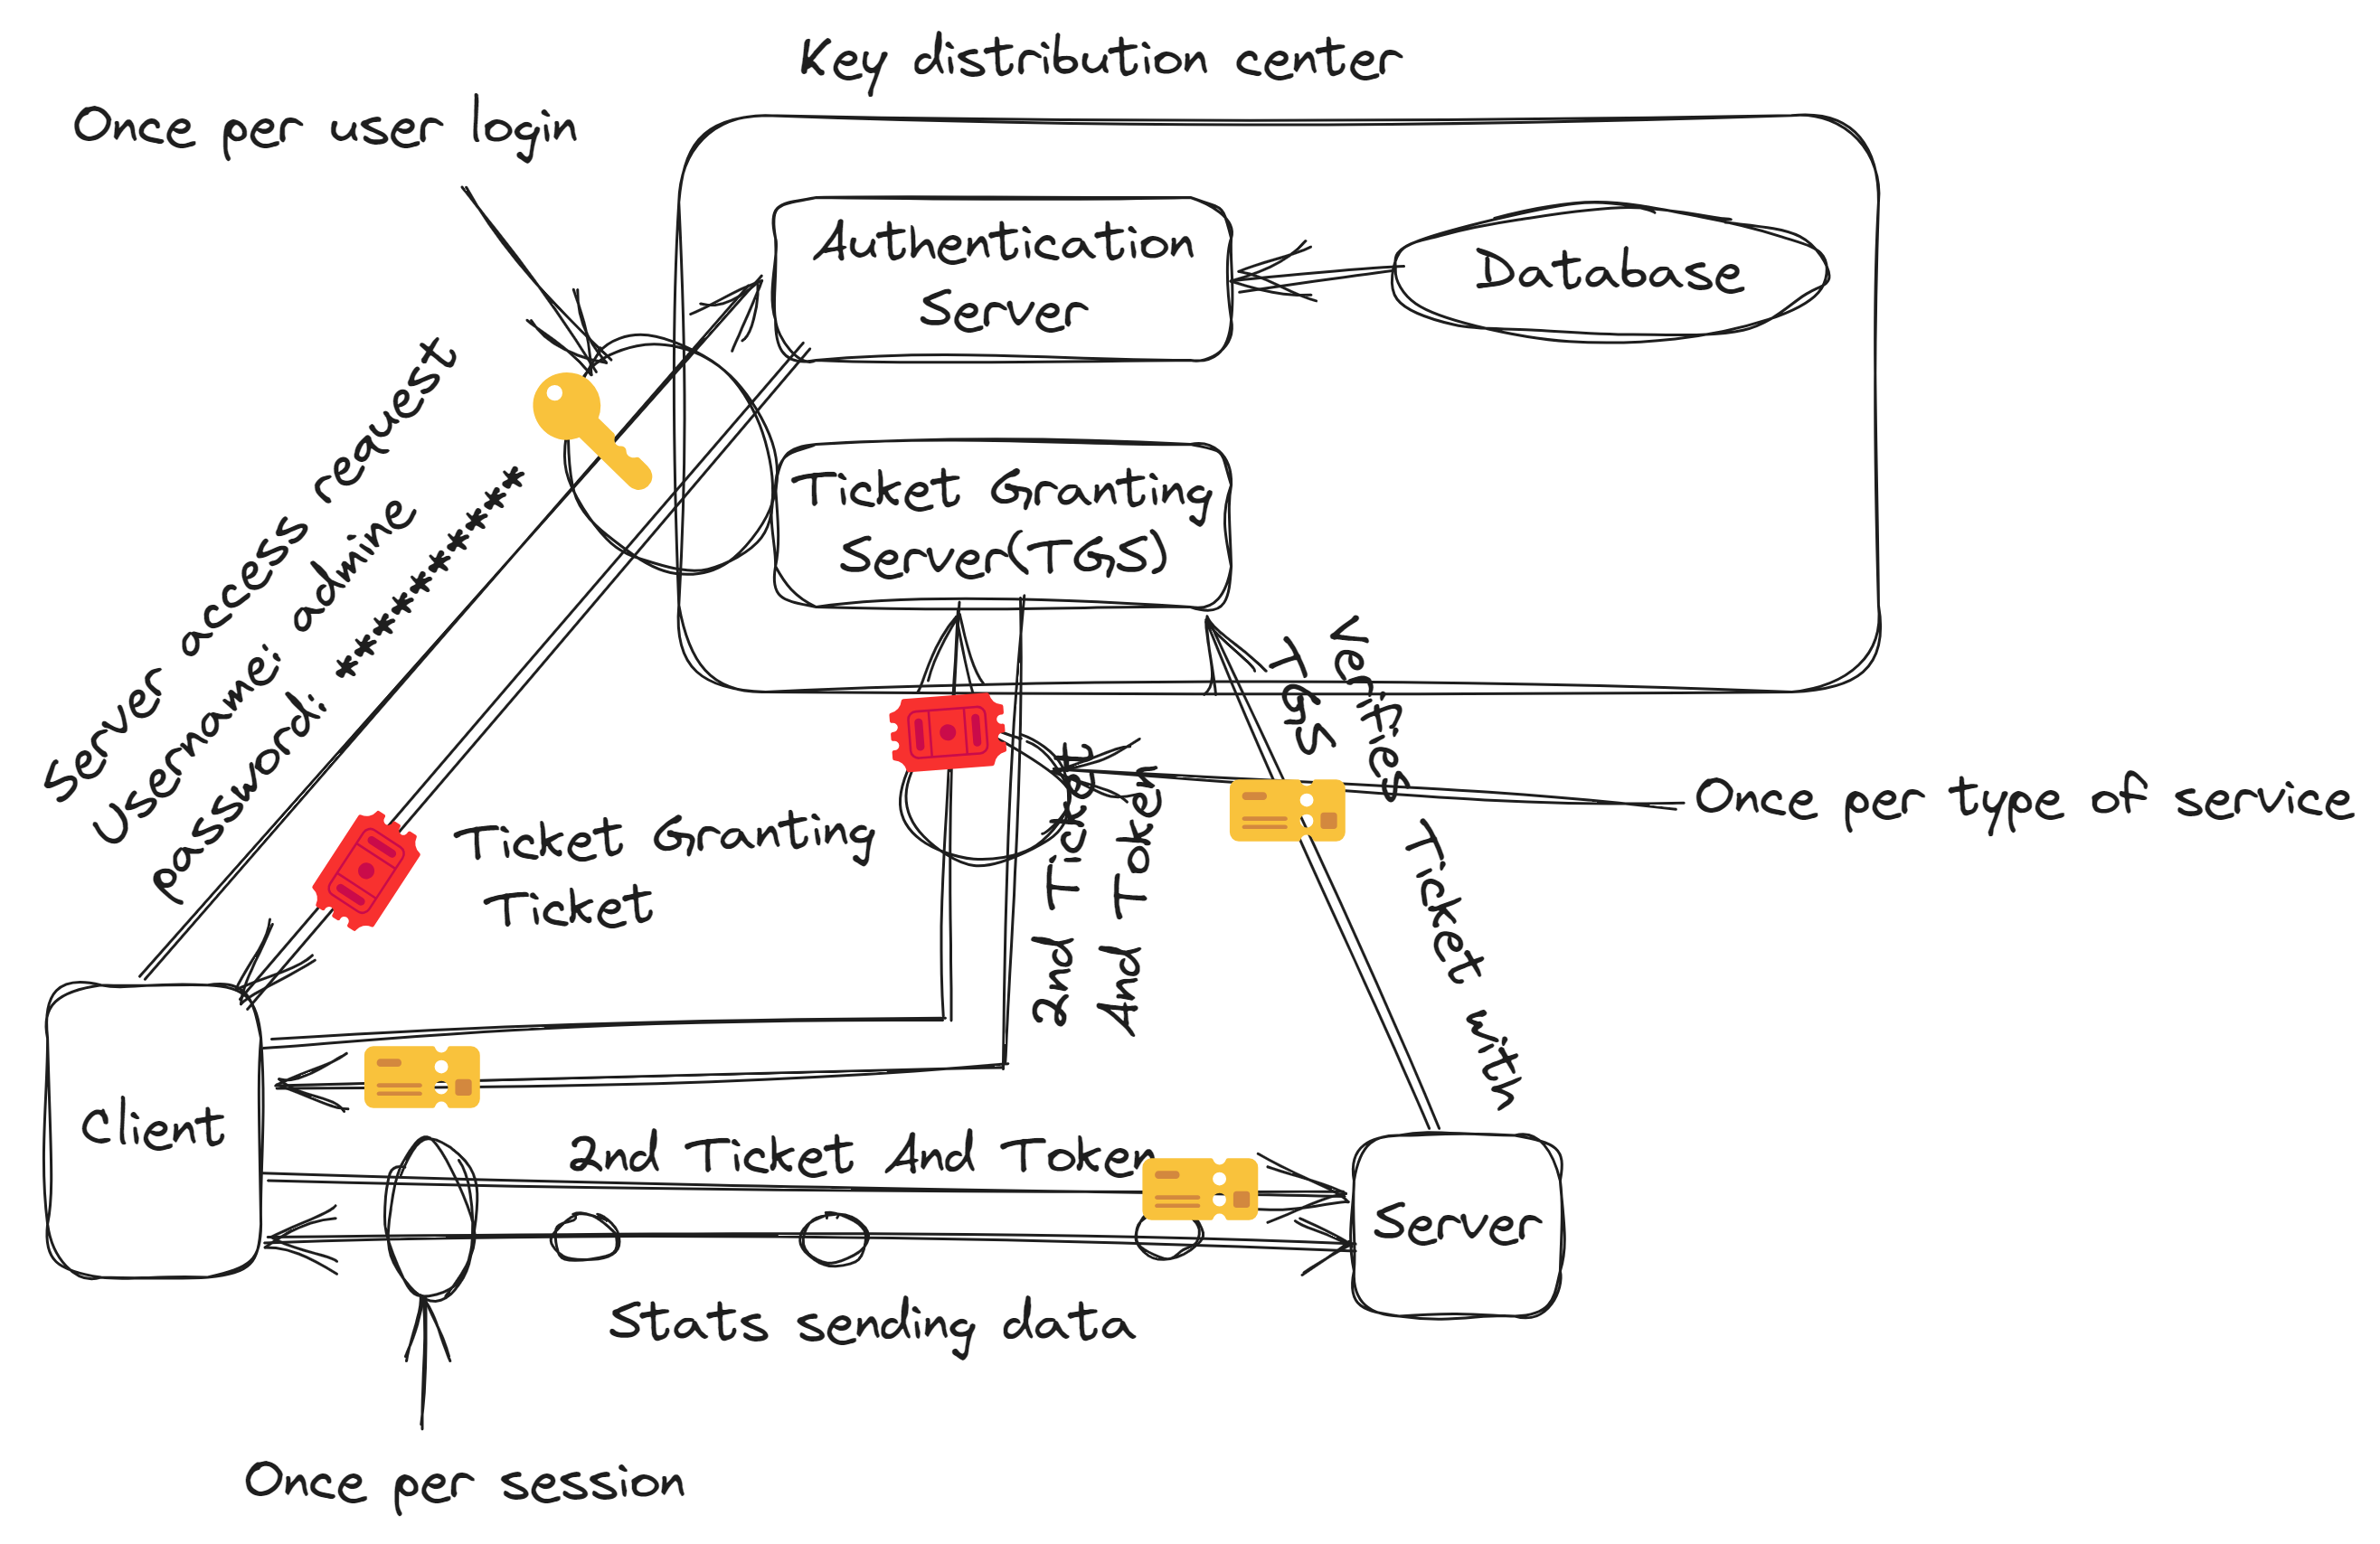 Key distribution center
Once per user login
Authentication
Server
Database
Server access request
Username: admine
Password: **********
Ticket Granting
Server(TGS)
Verified
Tgs
Ticket with
Once per type of service
Ticket Granting
Ticket
2nd Ticket
And Token
Client
2nd Ticket And Token
Server
Stats sending data
Once per session